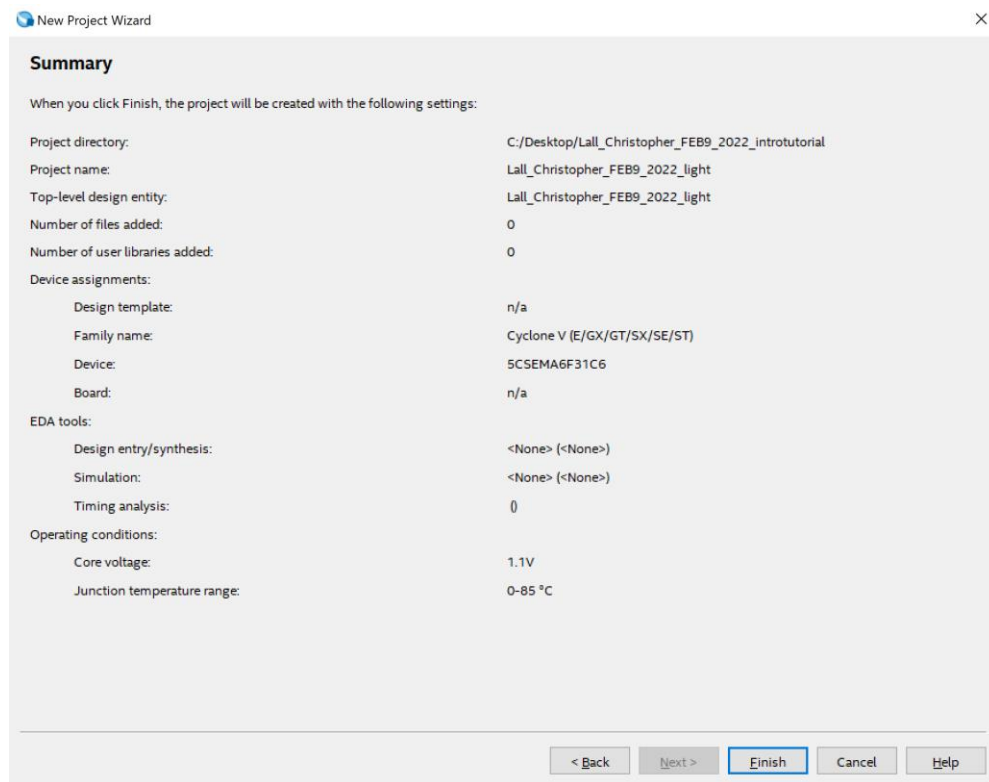 New Project Wizard
Summary
When you click Finish, the project will be created with the following settings:
Project directory: C:/Desktop/Lall_Christopher_FEB9_2022_introtutorial
Project name: Lall_Christopher_FEB9_2022_light
Top-level design entity: Lall_Christopher_FEB9_2022_light
Number of files added: 0
Number of user libraries added: 0
Device assignments:
Design template: n/a
Family name: Cyclone V (E/GX/GT/SX/SE/ST)
Device: 5CSEMA6F31C6
Board: n/a
EDA tools:
Design entry/synthesis: <None> (<None>)
Simulation: <None> (<None>)
Timing analysis: ()
Operating conditions:
Core voltage: 1.1V
Junction temperature range: 0-85 °C
< Back Next > Finish Cancel Help